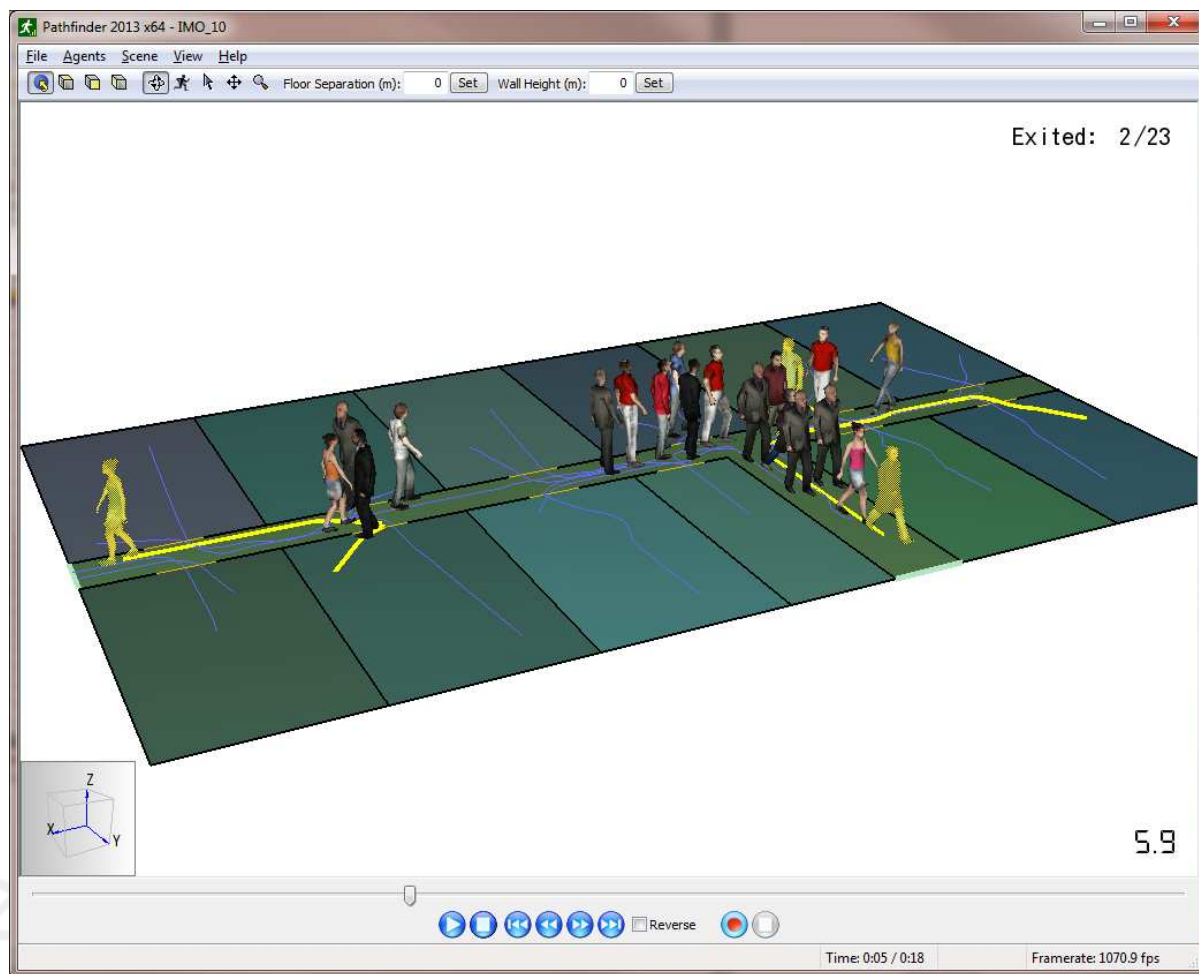 Pathfinder 2013 x64 - IMO_10
File Agents Scene View Help
Floor Separation (m): 0 Set Wall Height (m): 0 Set
Exited: 2/23
Z
X
Y
5.9
Reverse
Time: 0:05 / 0:18 Framerate: 1070.9 fps